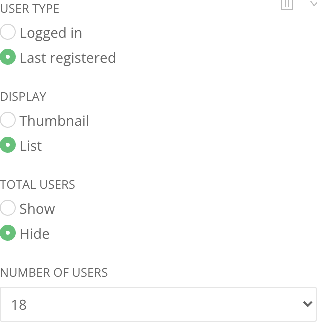 USER TYPE
Logged in
Last registered
DISPLAY
Thumbnail
List
TOTAL USERS
Show
Hide
NUMBER OF USERS
18